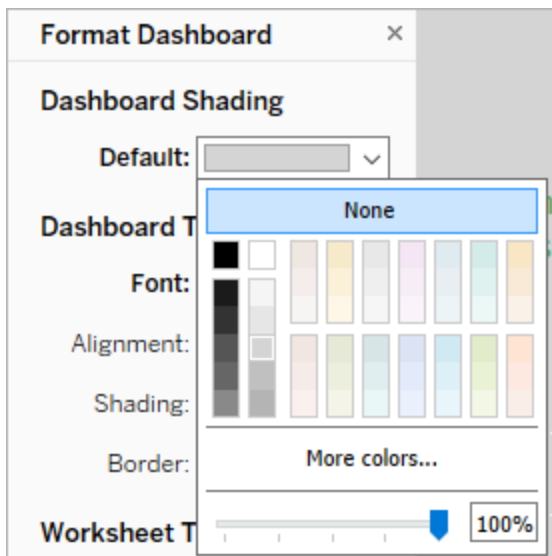 Format Dashboard
Dashboard Shading
Default:
None
Dashboard T
Font:
Alignment:
Shading:
Border:
More colors...
Worksheet T
100%